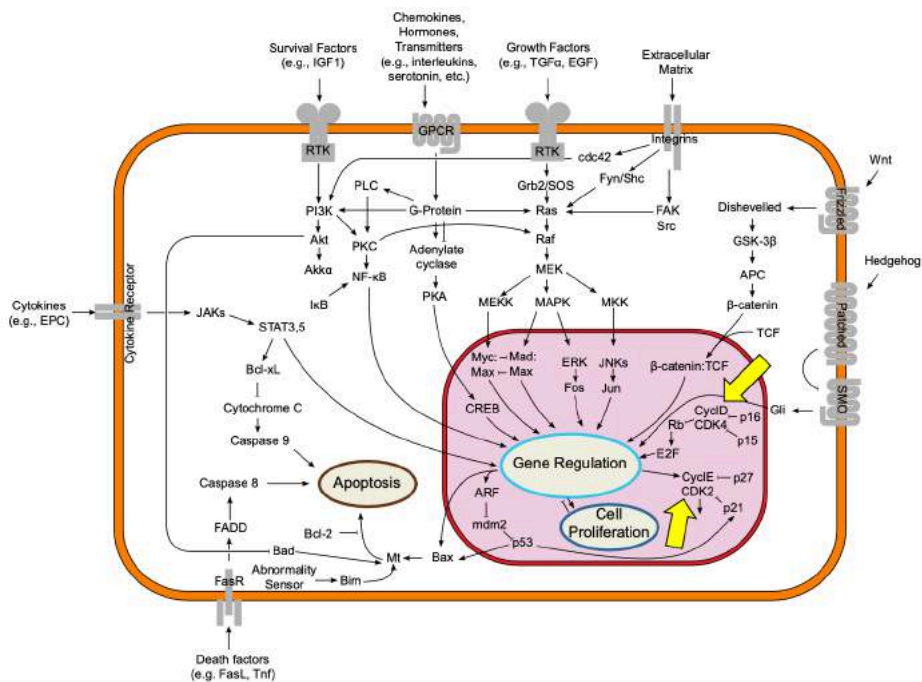 Chemokines,
Hormones,
Transmitters
(e.g., interleukins,
serotonin, etc.)
Survival Factors
(e.g., IGF1)
Growth Factors
(e.g., TGFα, EGF)
Extracellular
Matrix
GPCR
RTK
RTK
Integrins
cdc42
Fyn/Shc
Grb2/SOS
PLC
Wnt
Frizzled
PI3K
G-Protein
Ras
FAK
Src
Dishevelled
Akt
PKC
Adenylate
cyclase
Raf
GSK-3β
Akkα
NF-κB
MEK
APC
Hedgehog
IκB
PKA
MEKK
MAPK
MKK
β-catenin
Cytokines
(e.g., EPC)
Cytokine Receptor
JAKs
STAT3,5
TCF
Patched
Myc:
Max
Mad:
Max
ERK
Fos
JNKs
Jun
β-catenin:TCF
Bcl-xL
Cytochrome C
CREB
CyclD
CDK4
p16
p15
Rb
E2F
Gli
SMO
Caspase 9
Gene Regulation
Caspase 8
Apoptosis
ARF
CyclE
CDK2
p27
p21
FADD
mdm2
Cell
Proliferation
Bcl-2
p53
Bad
Mt
Bax
FasR
Abnormality
Sensor
Bim
Death factors
(e.g. FasL, Tnf)